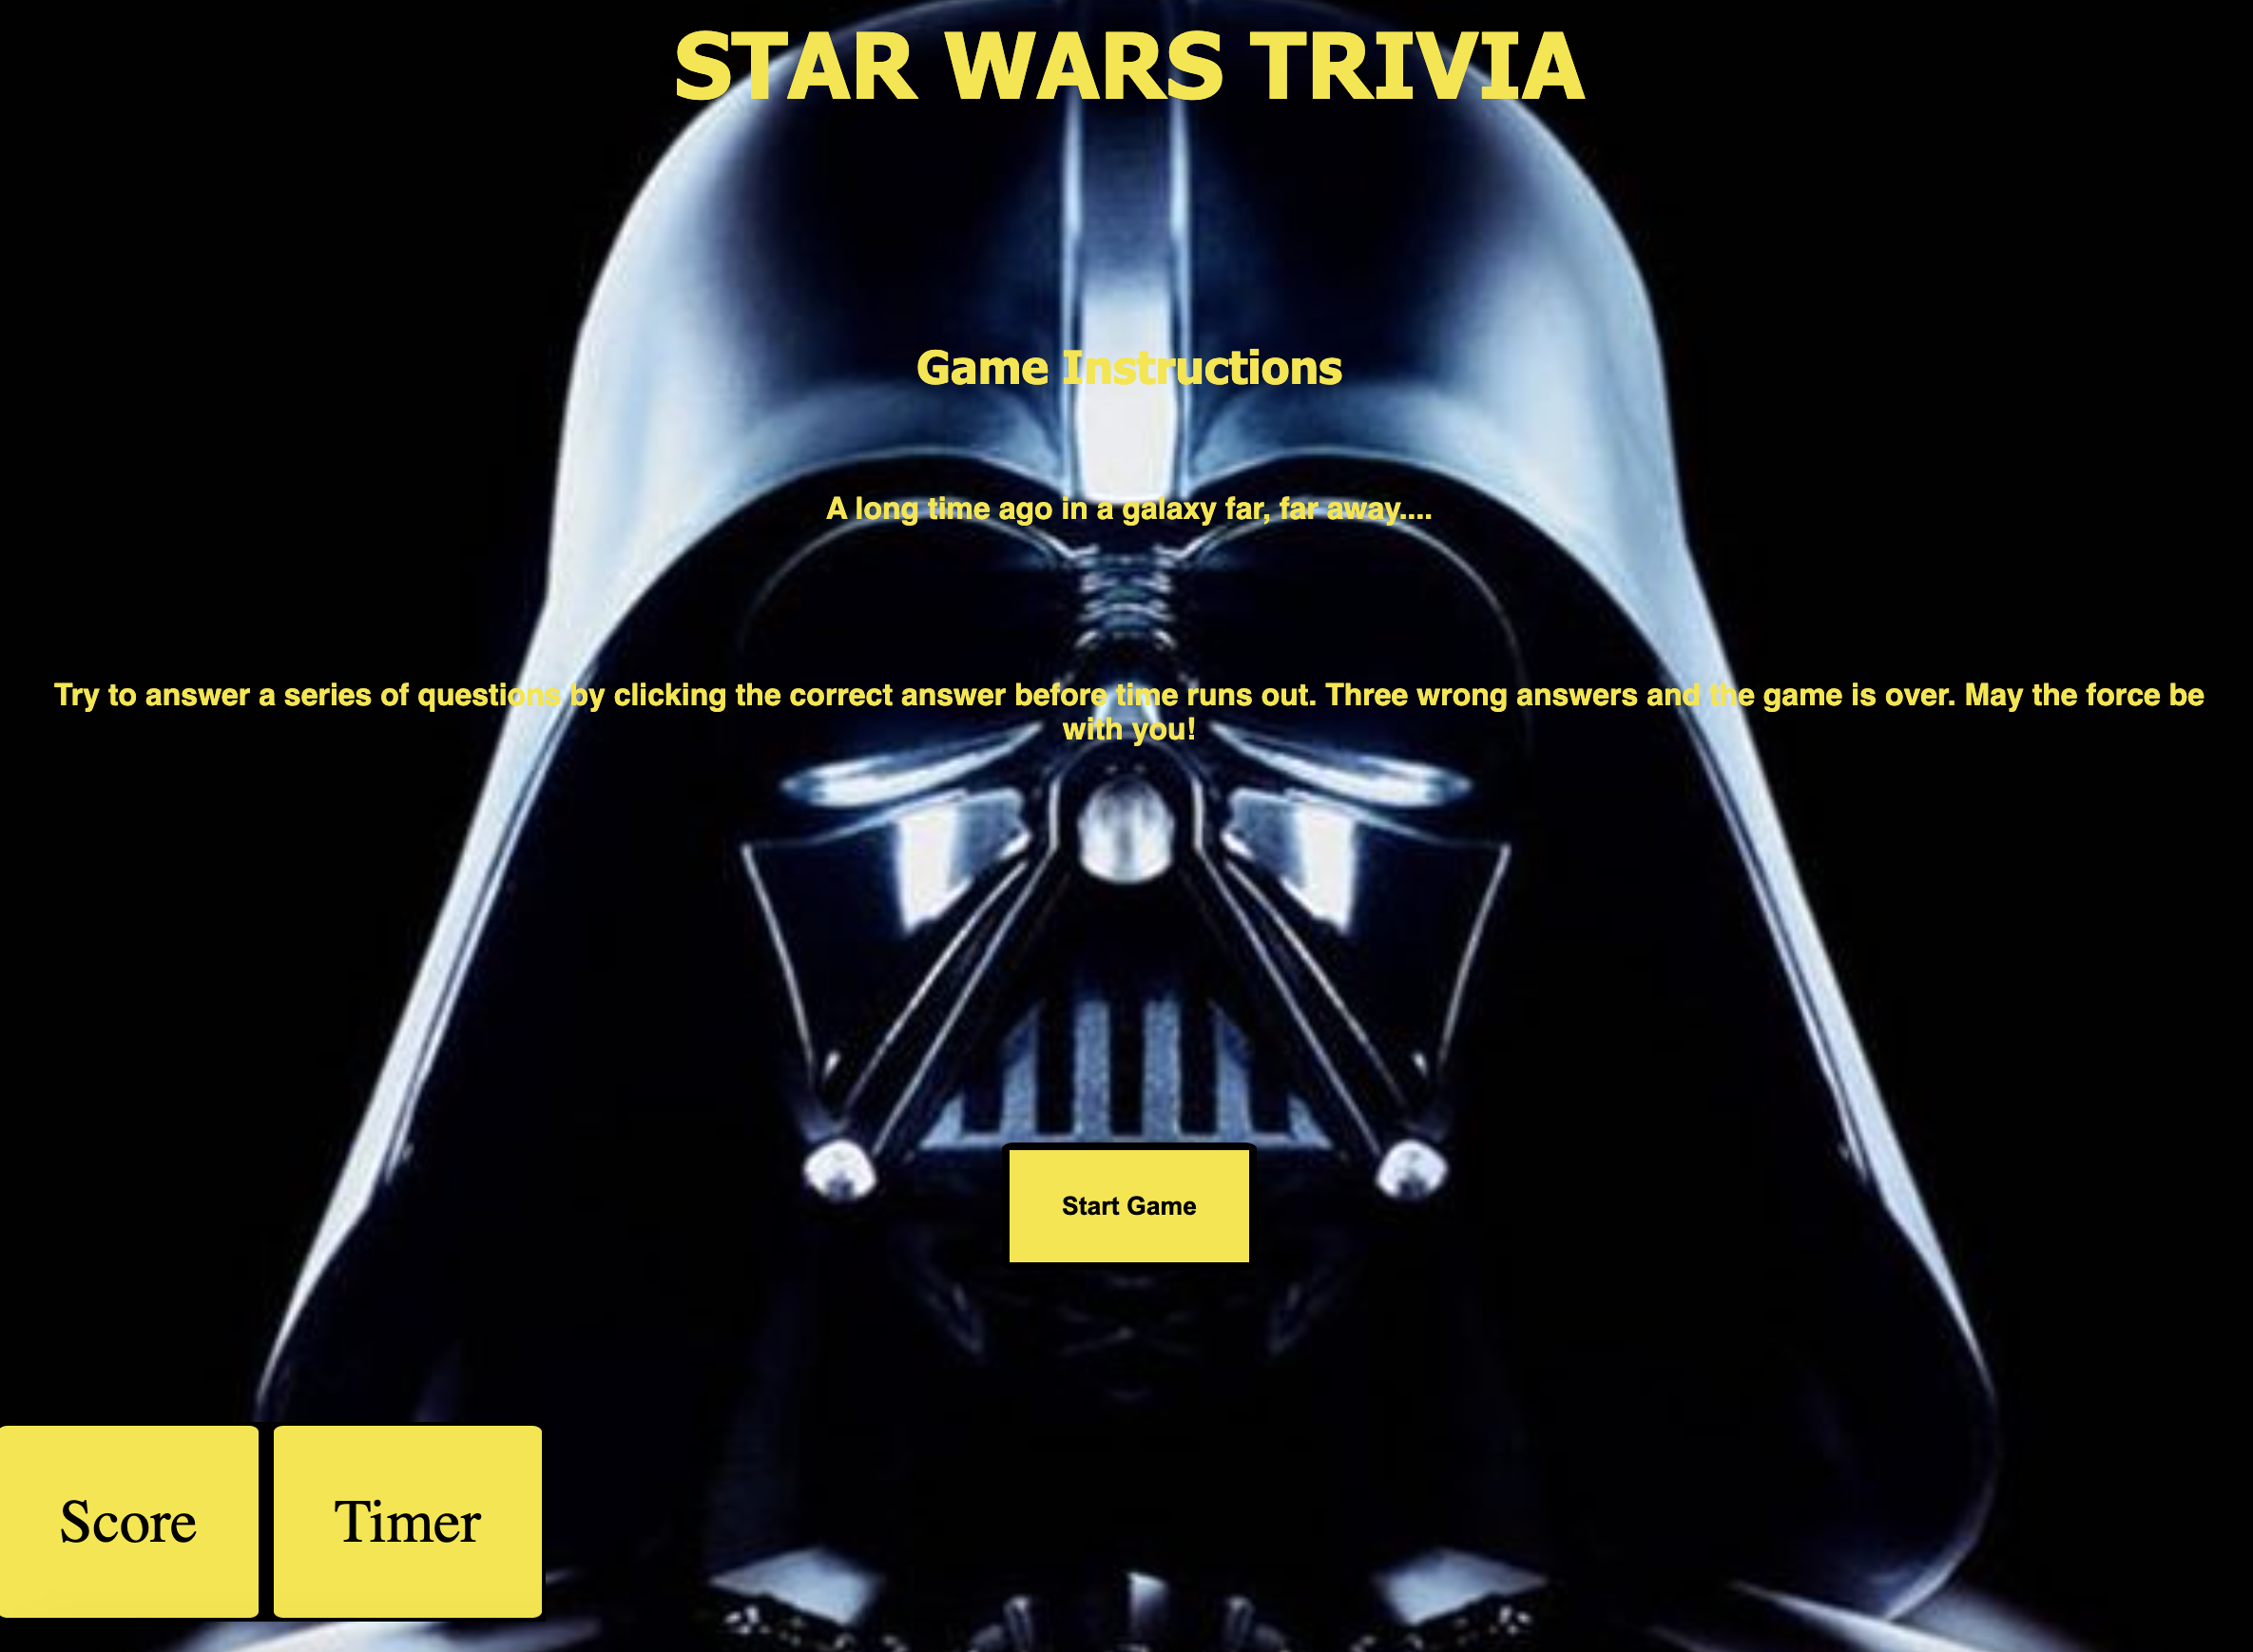 STAR WARS TRIVIA
Game Instructions
A long time ago in a galaxy far, far away....
Try to answer a series of questions by clicking the correct answer before time runs out. Three wrong answers and the game is over. May the force be
with you!
Start Game
Score
Timer